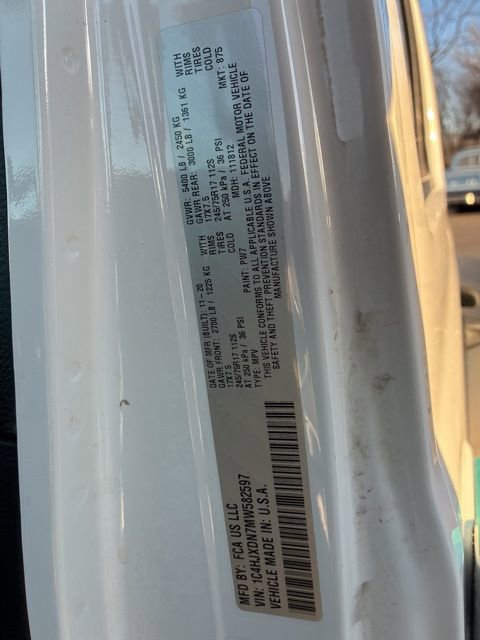 MFD BY: FCA US LLC
VIN: 1C4HJXDN7MW582597
VEHICLE MADE IN: U.S.A.
DATE OF MFR (BUILT) 11-20
GVWR: 5400 LB / 2450 KG
GAWR FRONT: 2700 LB / 1225 KG WITH
17X7.5 RIMS
245/75R17 112S TIRES
AT 250 kPa / 36 PSI COLD
GAWR REAR: 3000 LB / 1361 KG WITH
17X7.5 RIMS
245/75R17 112S TIRES
AT 250 kPa / 36 PSI COLD
TYPE: MPV PAINT: PW7 MDH: 111812 MKT: 875
THIS VEHICLE CONFORMS TO ALL APPLICABLE U.S.A. FEDERAL MOTOR VEHICLE
SAFETY AND THEFT PREVENTION STANDARDS IN EFFECT ON THE DATE OF
MANUFACTURE SHOWN ABOVE.